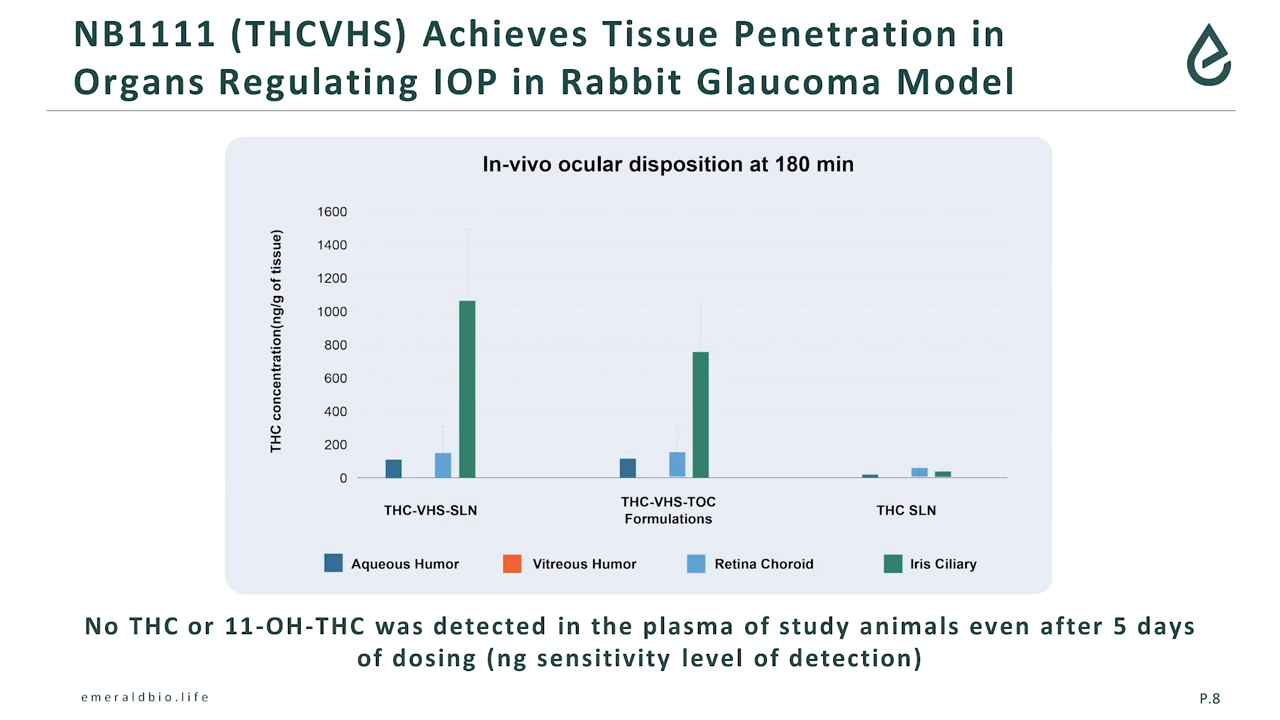 NB1111 (THCVHS) Achieves Tissue Penetration in
Organs Regulating IOP in Rabbit Glaucoma Model
In-vivo ocular disposition at 180 min
THC concentration(ng/g of tissue)
1600
1400
1200
1000
800
600
400
200
0
THC-VHS-SLN
THC-VHS-TOC
Formulations
THC SLN
Aqueous Humor
Vitreous Humor
Retina Choroid
Iris Ciliary
No THC or 11-OH-THC was detected in the plasma of study animals even after 5 days
of dosing (ng sensitivity level of detection)
emeraldbio.life
P.8